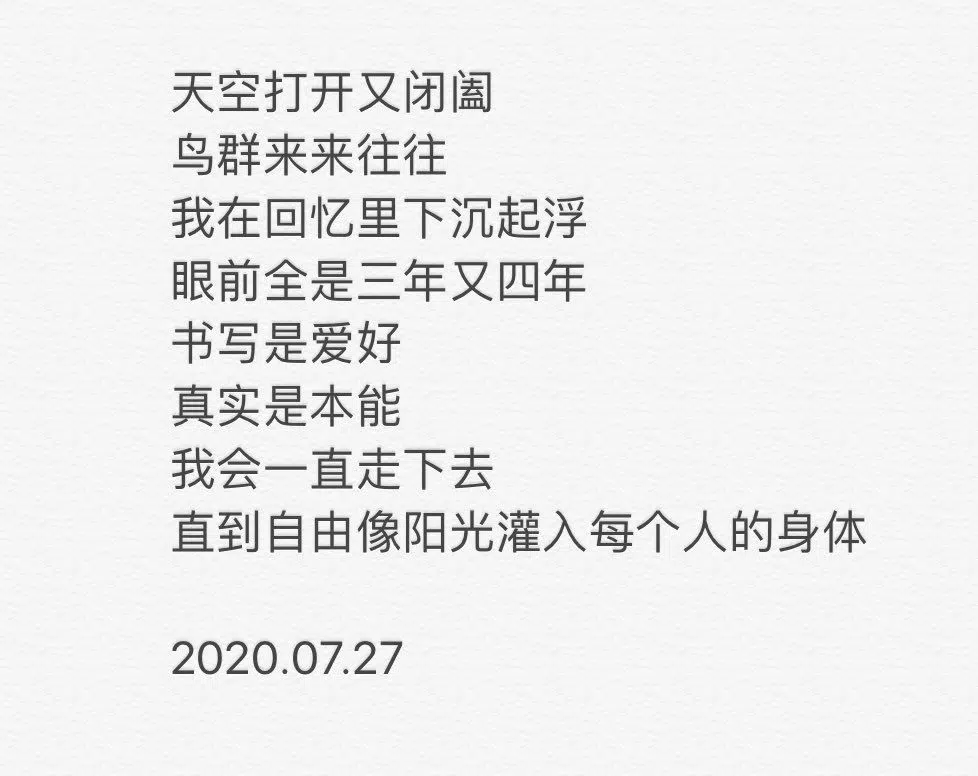 天空打开又闭阖
鸟群来来往往
我在回忆里下沉起浮
眼前全是三年又四年
书写是爱好
真实是本能
我会一直走下去
直到自由像阳光灌入每个人的身体
2020.07.27